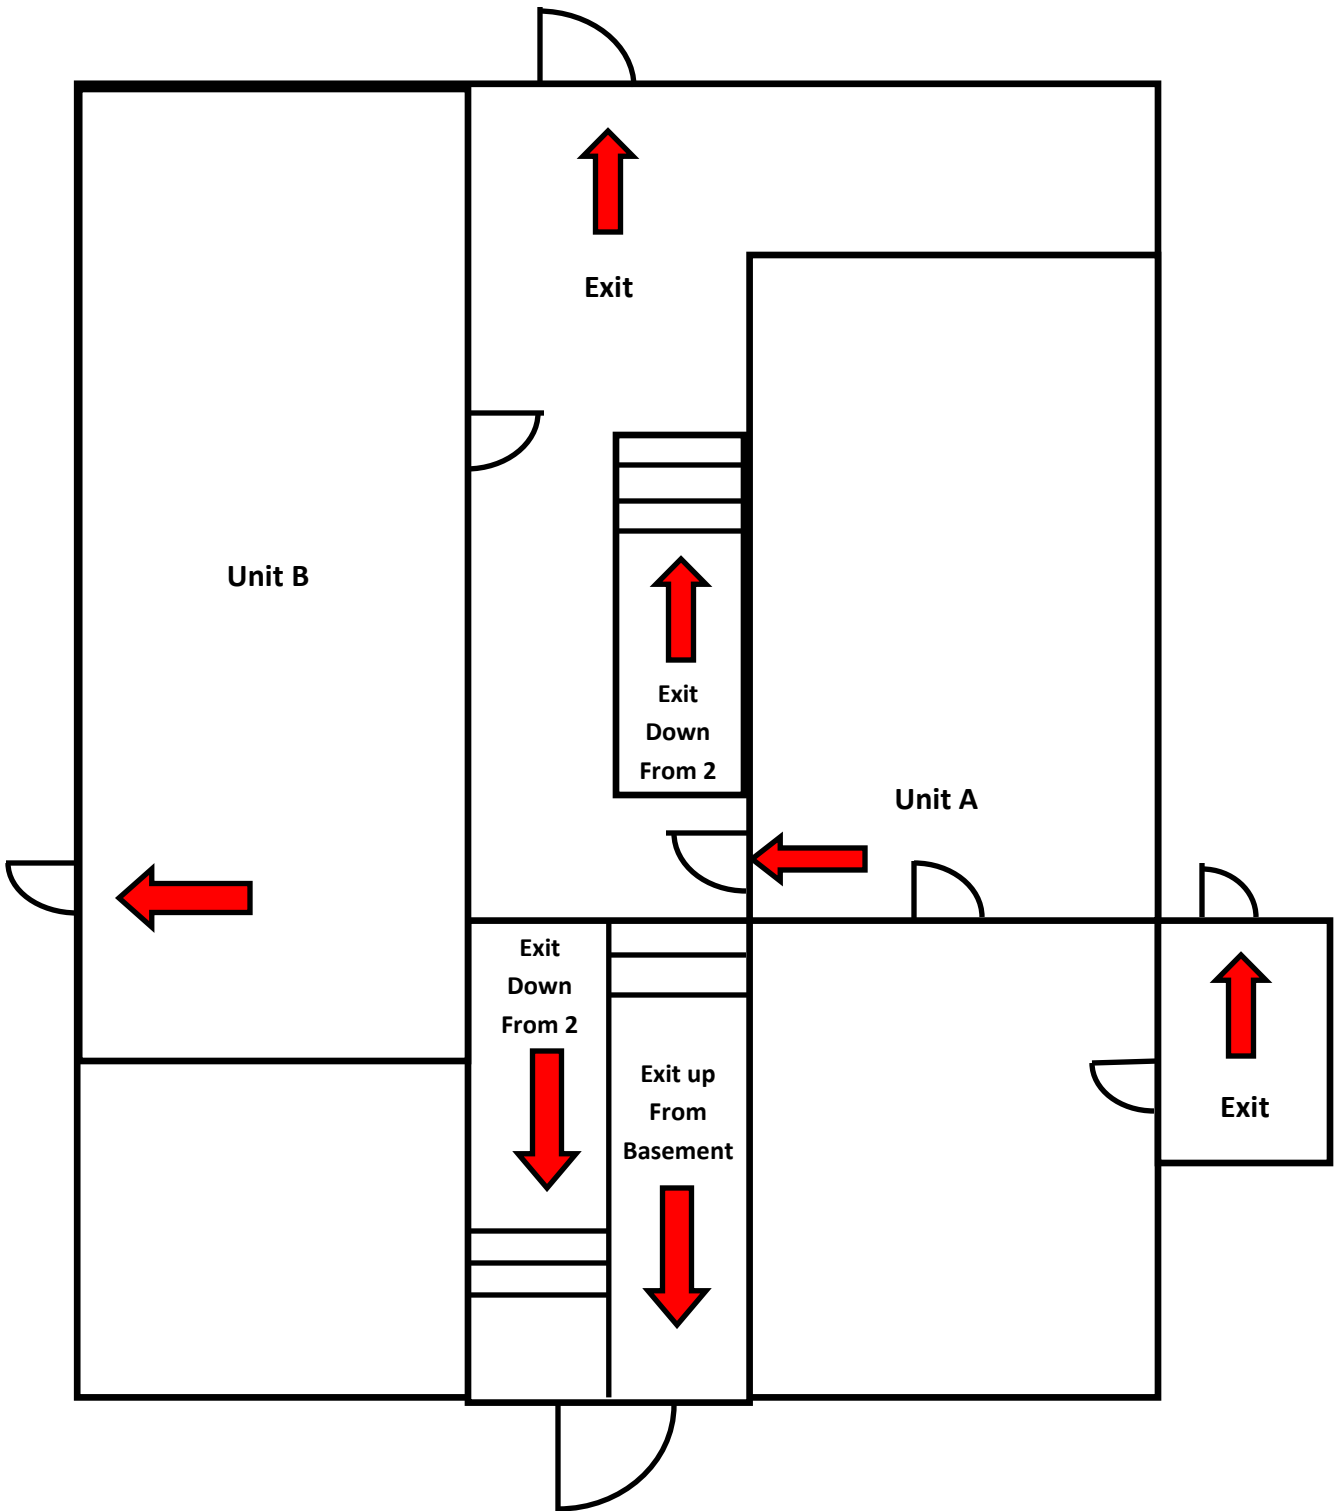 Exit
Unit B
Exit
Down
From 2
Unit A
Exit
Down
From 2
Exit up
From
Basement
Exit